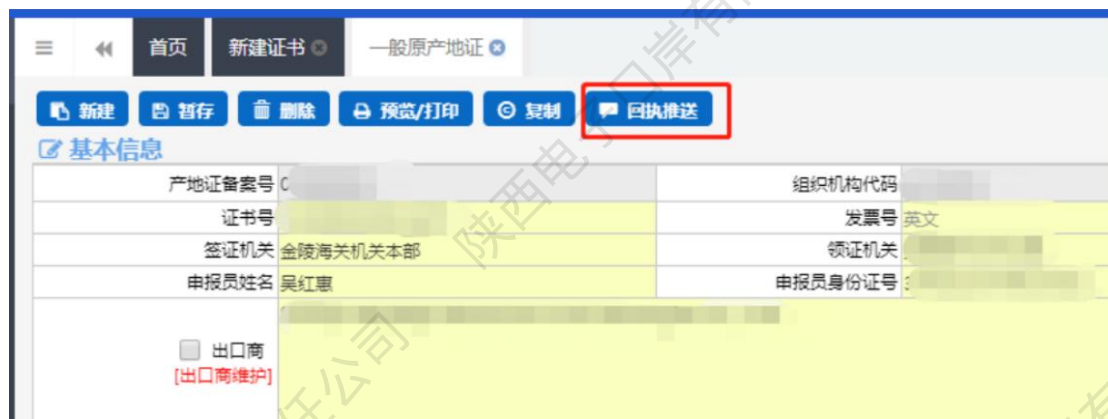 首页 新建证书 一般原产地证
新建 暂存 删除 预览/打印 复制 回执推送
基本信息
产地证备案号 组织机构代码
证书号 发票号 英文
签证机关 金陵海关机关本部 领证机关
申报员姓名 吴红惠 申报员身份证号
出口商
[出口商维护]
陕西电子口岸有
任公司
有